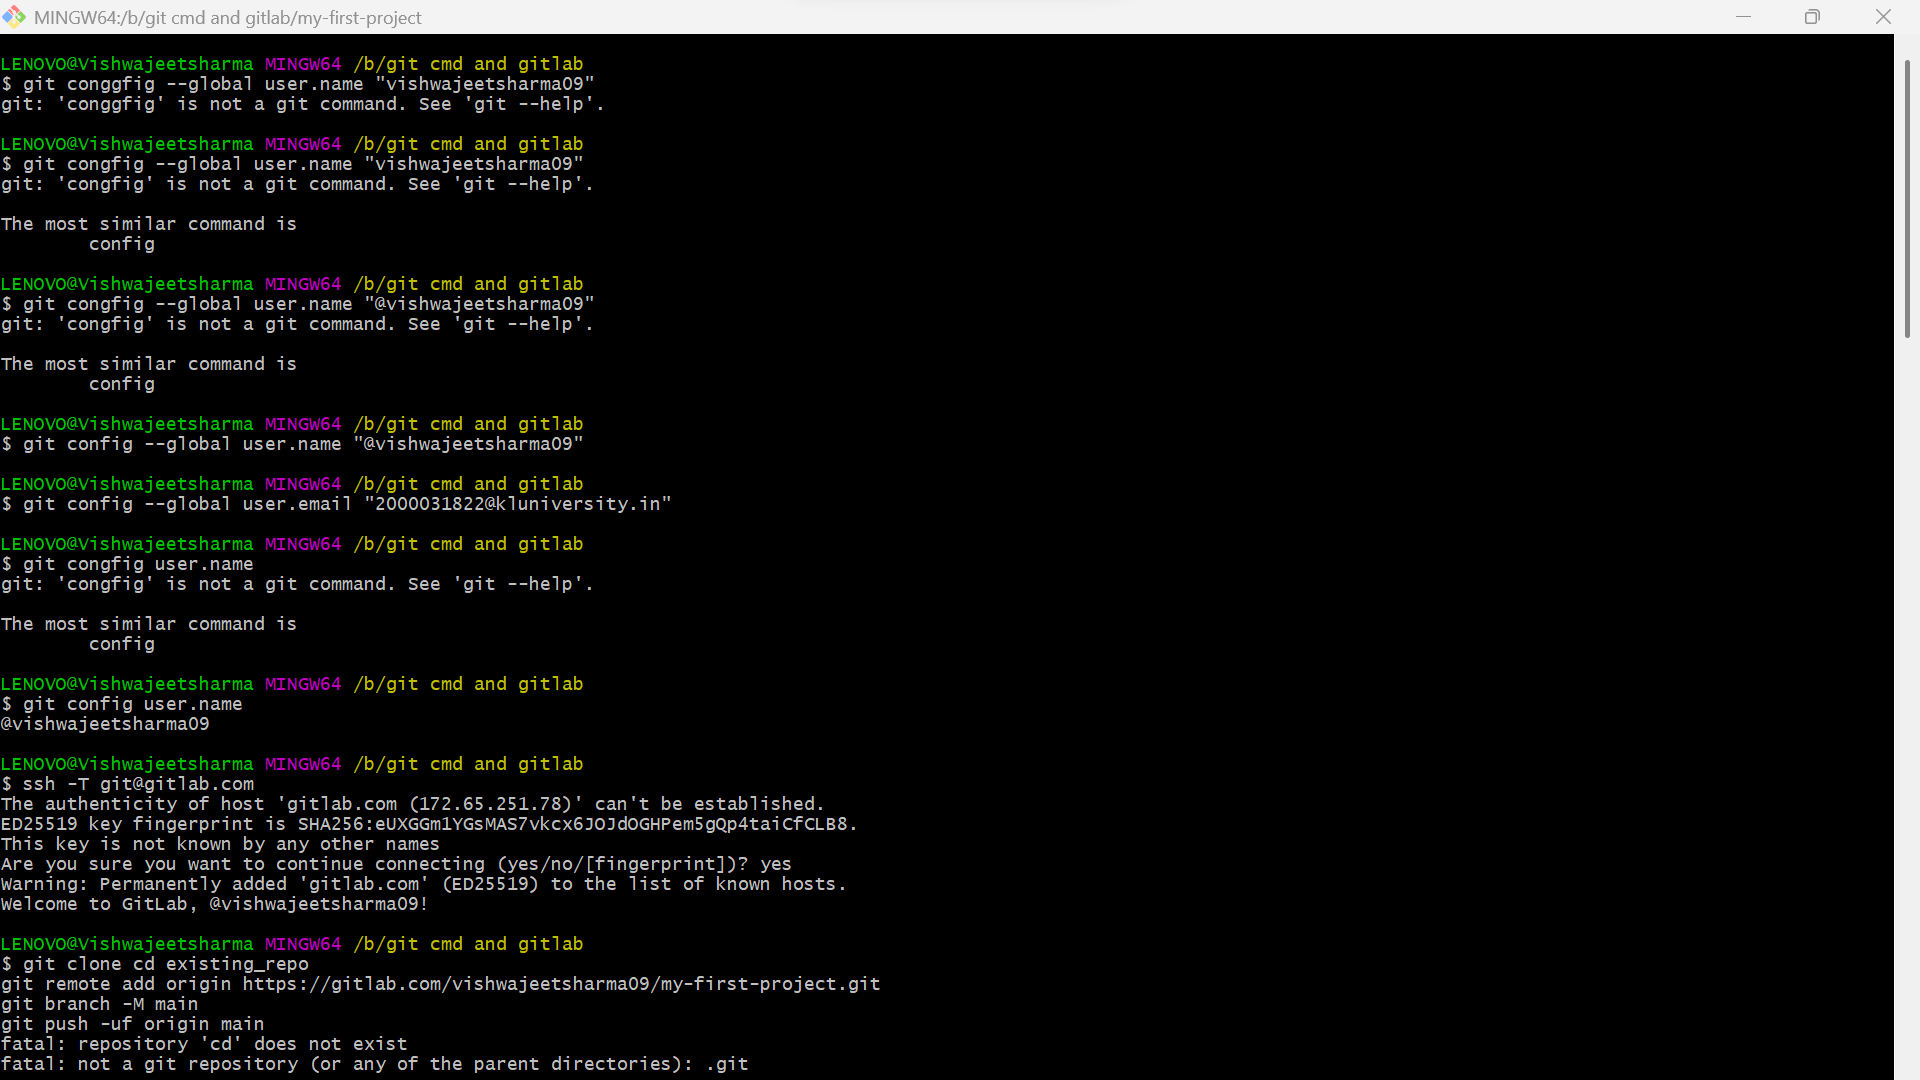 MINGW64:/b/git cmd and gitlab/my-first-project
LENOVO@Vishwajeetsharma MINGW64 /b/git cmd and gitlab
$ git conggfig --global user.name "vishwajeetsharma09"
git: 'conggfig' is not a git command. See 'git --help'.
LENOVO@Vishwajeetsharma MINGW64 /b/git cmd and gitlab
$ git congfig --global user.name "vishwajeetsharma09"
git: 'congfig' is not a git command. See 'git --help'.
The most similar command is
config
LENOVO@Vishwajeetsharma MINGW64 /b/git cmd and gitlab
$ git congfig --global user.name "@vishwajeetsharma09"
git: 'congfig' is not a git command. See 'git --help'.
The most similar command is
config
LENOVO@Vishwajeetsharma MINGW64 /b/git cmd and gitlab
$ git config --global user.name "@vishwajeetsharma09"
LENOVO@Vishwajeetsharma MINGW64 /b/git cmd and gitlab
$ git config --global user.email "2000031822@kluniversity.in"
LENOVO@Vishwajeetsharma MINGW64 /b/git cmd and gitlab
$ git congfig user.name
git: 'congfig' is not a git command. See 'git --help'.
The most similar command is
config
LENOVO@Vishwajeetsharma MINGW64 /b/git cmd and gitlab
$ git config user.name
@vishwajeetsharma09
LENOVO@Vishwajeetsharma MINGW64 /b/git cmd and gitlab
$ ssh -T git@gitlab.com
The authenticity of host 'gitlab.com (172.65.251.78)' can't be established.
ED25519 key fingerprint is SHA256:eUXGGm1YGsMAS7vkcx6JOJdOGHPem5gQp4taiCfCLB8.
This key is not known by any other names
Are you sure you want to continue connecting (yes/no/[fingerprint])? yes
Warning: Permanently added 'gitlab.com' (ED25519) to the list of known hosts.
Welcome to GitLab, @vishwajeetsharma09!
LENOVO@Vishwajeetsharma MINGW64 /b/git cmd and gitlab
$ git clone cd existing_repo
git remote add origin https://gitlab.com/vishwajeetsharma09/my-first-project.git
git branch -M main
git push -uf origin main
fatal: repository 'cd' does not exist
fatal: not a git repository (or any of the parent directories): .git